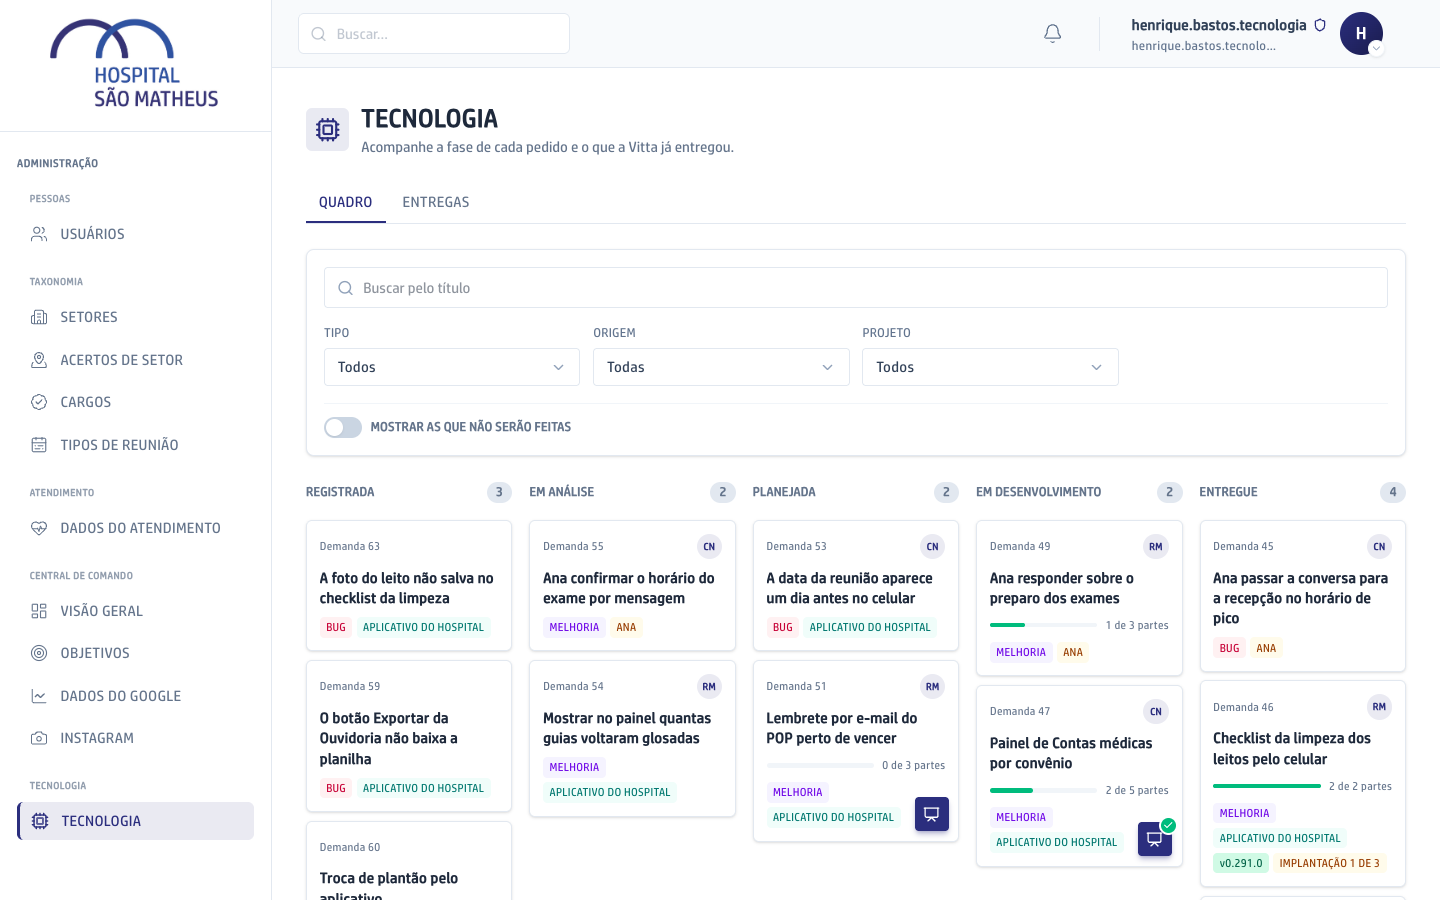 HOSPITAL
SÃO MATHEUS
Buscar...
henrique.bastos.tecnologia
henrique.bastos.tecnolo...
H
ADMINISTRAÇÃO
PESSOAS
USUÁRIOS
TAXONOMIA
SETORES
ACERTOS DE SETOR
CARGOS
TIPOS DE REUNIÃO
ATENDIMENTO
DADOS DO ATENDIMENTO
CENTRAL DE COMANDO
VISÃO GERAL
OBJETIVOS
DADOS DO GOOGLE
INSTAGRAM
TECNOLOGIA
TECNOLOGIA
TECNOLOGIA
Acompanhe a fase de cada pedido e o que a Vitta já entregou.
QUADRO
ENTREGAS
Buscar pelo título
TIPO
Todos
ORIGEM
Todas
PROJETO
Todos
MOSTRAR AS QUE NÃO SERÃO FEITAS
REGISTRADA 3
Demanda 63
A foto do leito não salva no
checklist da limpeza
BUG APLICATIVO DO HOSPITAL
Demanda 59
O botão Exportar da
Ouvidoria não baixa a
planilha
BUG APLICATIVO DO HOSPITAL
Demanda 60
Troca de plantão pelo
aplicativo
EM ANÁLISE 2
Demanda 55 CN
Ana confirmar o horário do
exame por mensagem
MELHORIA ANA
Demanda 54 RM
Mostrar no painel quantas
guias voltaram glosadas
MELHORIA
APLICATIVO DO HOSPITAL
PLANEJADA 2
Demanda 53 CN
A data da reunião aparece
um dia antes no celular
BUG APLICATIVO DO HOSPITAL
Demanda 51 RM
Lembrete por e-mail do
POP perto de vencer
0 de 3 partes
MELHORIA
APLICATIVO DO HOSPITAL
EM DESENVOLVIMENTO 2
Demanda 49 RM
Ana responder sobre o
preparo dos exames
1 de 3 partes
MELHORIA ANA
Demanda 47 CN
Painel de Contas médicas
por convênio
2 de 5 partes
MELHORIA
APLICATIVO DO HOSPITAL
ENTREGUE 4
Demanda 45 CN
Ana passar a conversa para
a recepção no horário de
pico
BUG ANA
Demanda 46 RM
Checklist da limpeza dos
leitos pelo celular
2 de 2 partes
MELHORIA
APLICATIVO DO HOSPITAL
v0.291.0 IMPLANTAÇÃO 1 DE 3